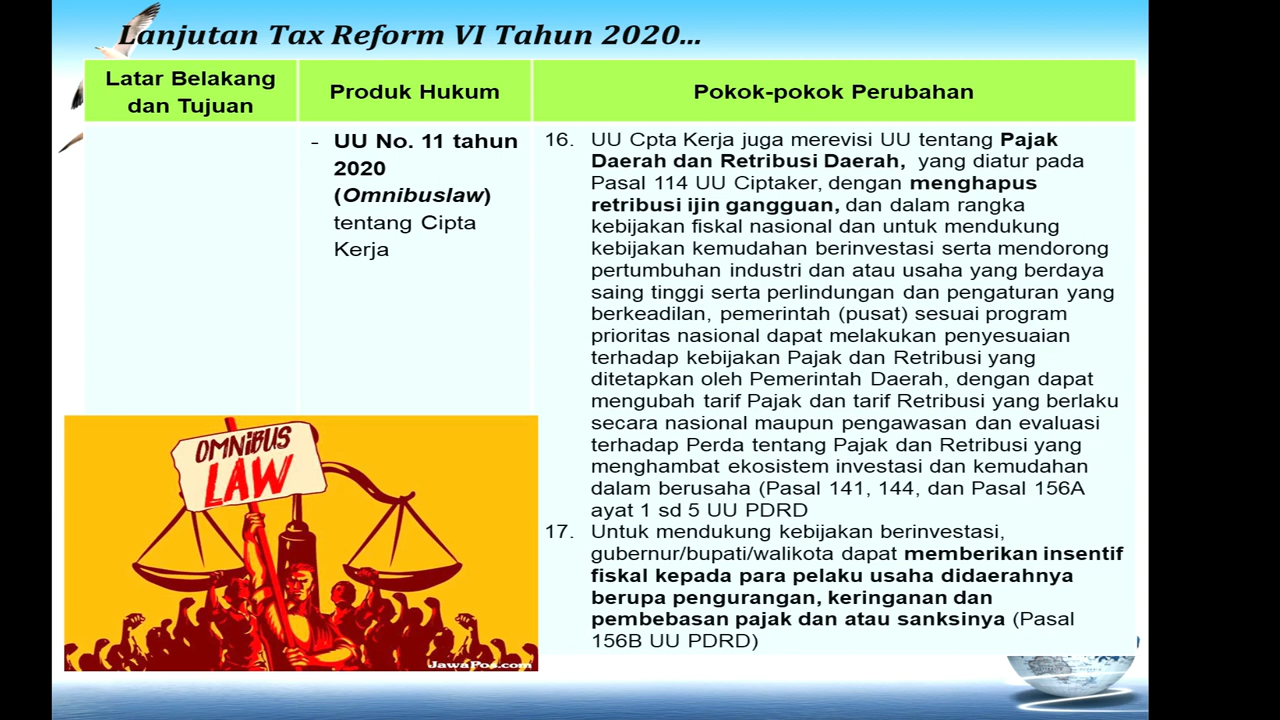 Lanjutan Tax Reform VI Tahun 2020...
Latar Belakang
dan Tujuan
Produk Hukum
Pokok-pokok Perubahan
- UU No. 11 tahun
2020
(Omnibuslaw)
tentang Cipta
Kerja
16. UU Cpta Kerja juga merevisi UU tentang Pajak
Daerah dan Retribusi Daerah, yang diatur pada
Pasal 114 UU Ciptaker, dengan menghapus
retribusi ijin gangguan, dan dalam rangka
kebijakan fiskal nasional dan untuk mendukung
kebijakan kemudahan berinvestasi serta mendorong
pertumbuhan industri dan atau usaha yang berdaya
saing tinggi serta perlindungan dan pengaturan yang
berkeadilan, pemerintah (pusat) sesuai program
prioritas nasional dapat melakukan penyesuaian
terhadap kebijakan Pajak dan Retribusi yang
ditetapkan oleh Pemerintah Daerah, dengan dapat
mengubah tarif Pajak dan tarif Retribusi yang berlaku
secara nasional maupun pengawasan dan evaluasi
terhadap Perda tentang Pajak dan Retribusi yang
menghambat ekosistem investasi dan kemudahan
dalam berusaha (Pasal 141, 144, dan Pasal 156A
ayat 1 sd 5 UU PDRD
17. Untuk mendukung kebijakan berinvestasi,
gubernur/bupati/walikota dapat memberikan insentif
fiskal kepada para pelaku usaha didaerahnya
berupa pengurangan, keringanan dan
pembebasan pajak dan atau sanksinya (Pasal
156B UU PDRD)
OMNIBUS
LAW
JawaPos.com